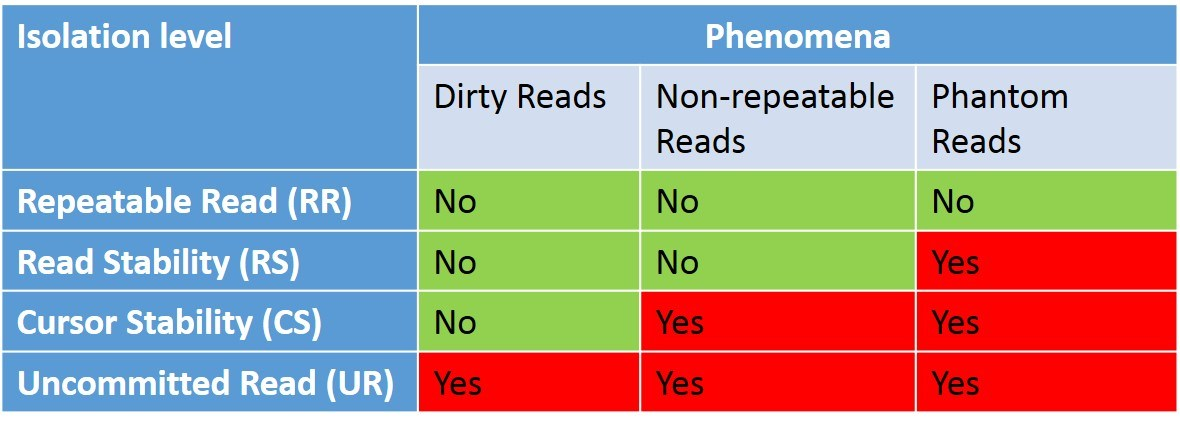 Isolation level
Phenomena
Dirty Reads
Non-repeatable
Reads
Phantom
Reads
Repeatable Read (RR)
No
No
No
Read Stability (RS)
No
No
Yes
Cursor Stability (CS)
No
Yes
Yes
Uncommitted Read (UR)
Yes
Yes
Yes